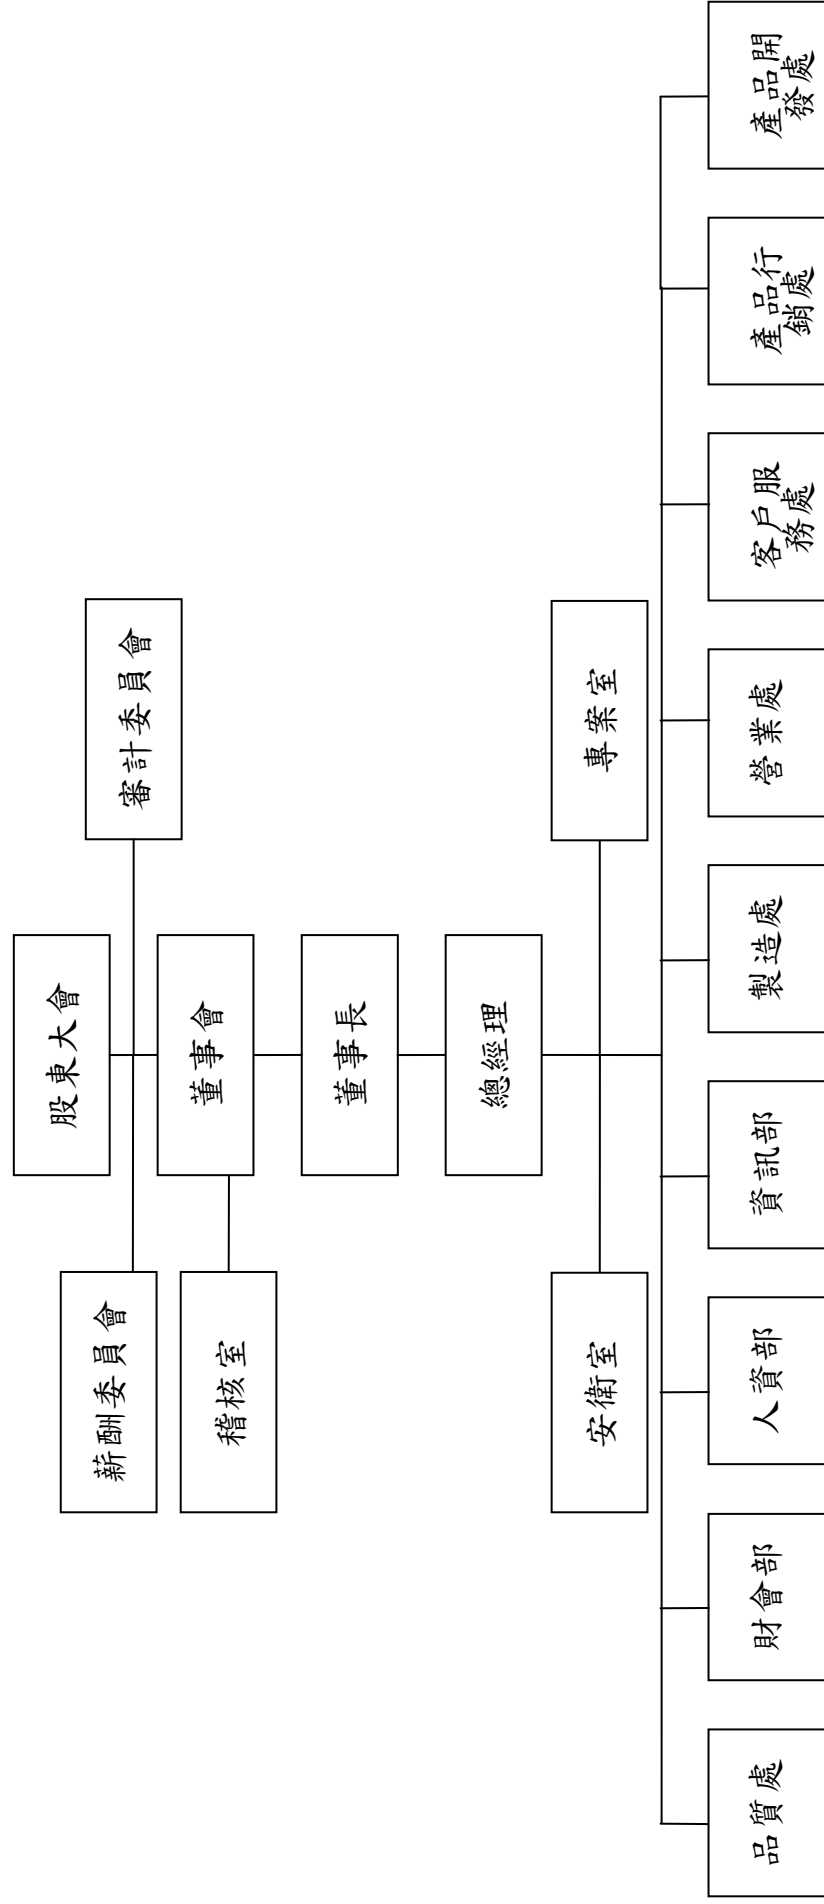 股東大會
審計委員會
薪酬委員會
董事會
稽核室
董事長
總經理
專案室
安衛室
品質處
財會部
人資部
資訊部
製造處
營業處
客戶服
務處
產品行
銷處
產品開
發處